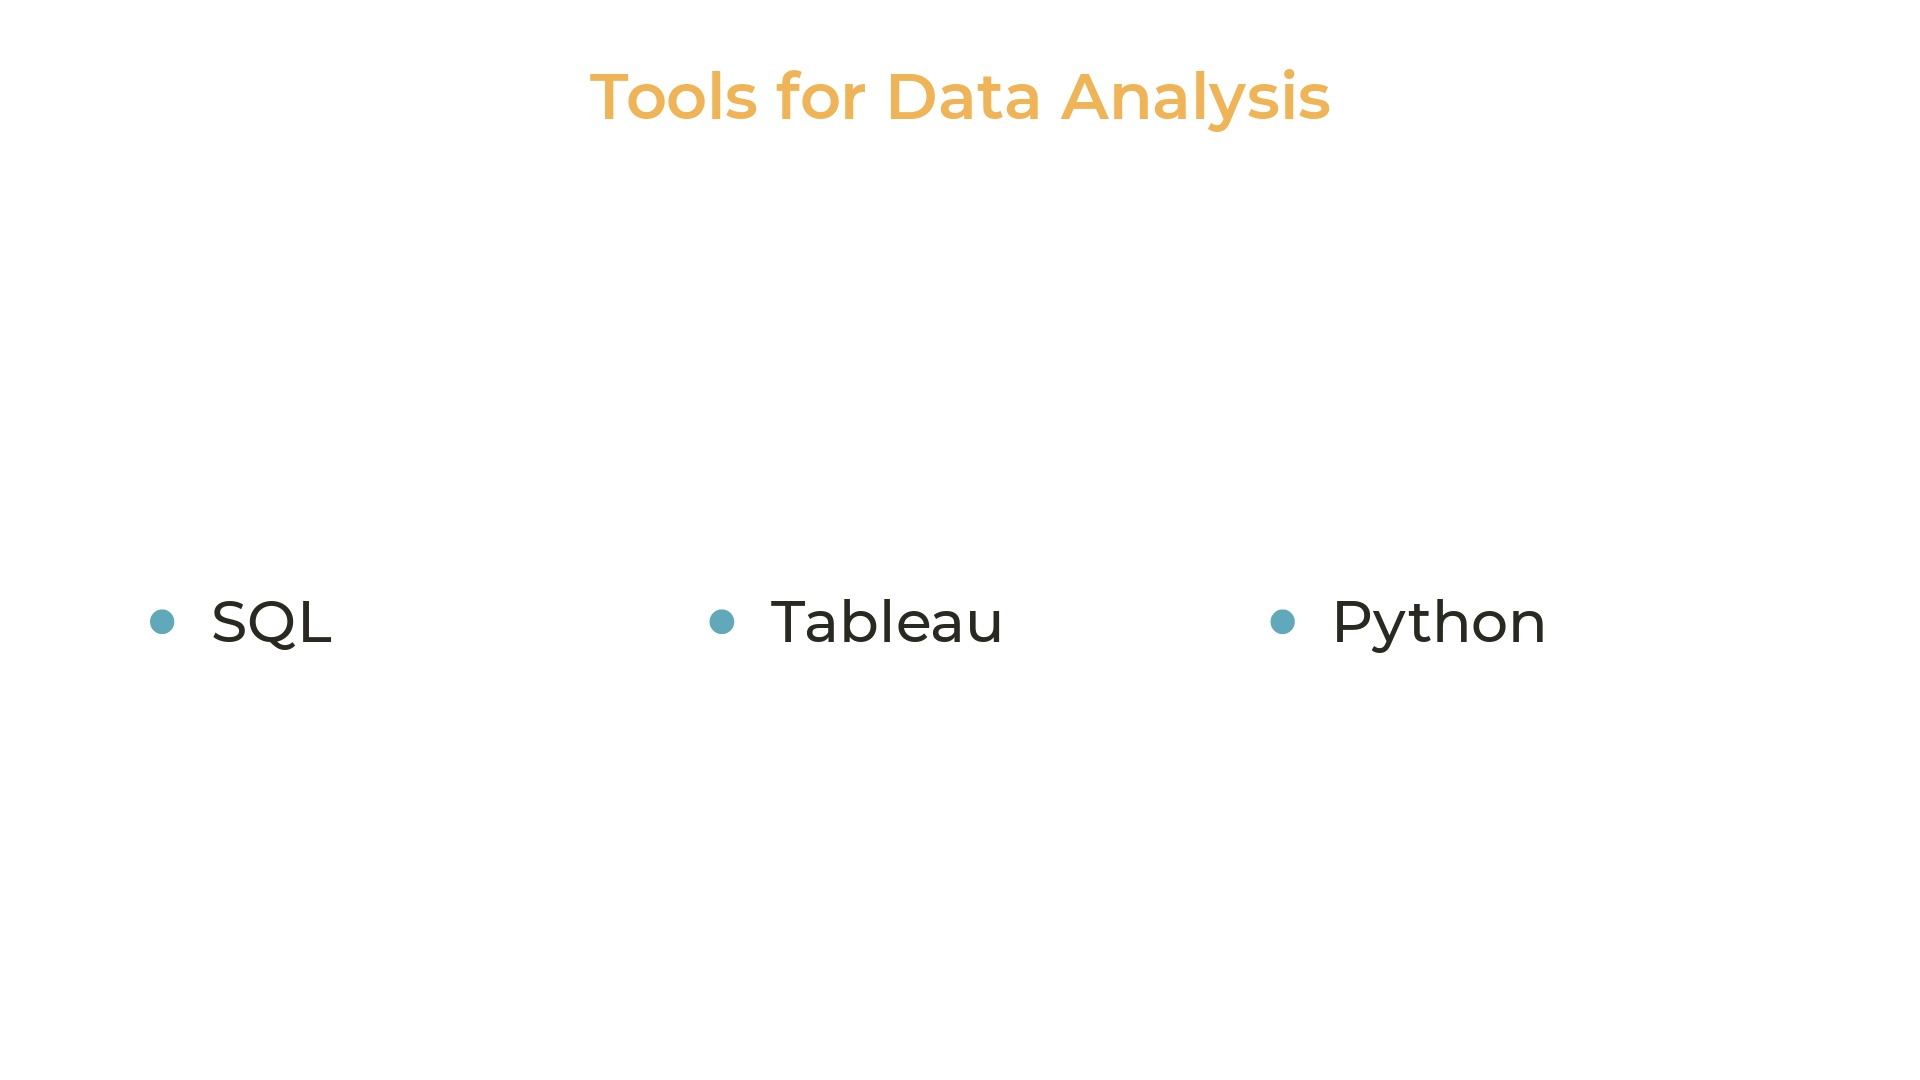 Tools for Data Analysis
• SQL
• Tableau
• Python